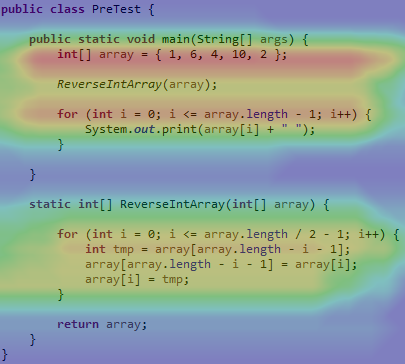 public class PreTest {
public static void main(String[] args) {
int[] array = { 1, 6, 4, 10, 2 };
ReverseIntArray(array);
for (int i = 0; i <= array.length - 1; i++) {
System.out.print(array[i] + " ");
}
}
static int[] ReverseIntArray(int[] array) {
for (int i = 0; i <= array.length / 2 - 1; i++) {
int tmp = array[array.length - i - 1];
array[array.length - i - 1] = array[i];
array[i] = tmp;
}
return array;
}
}